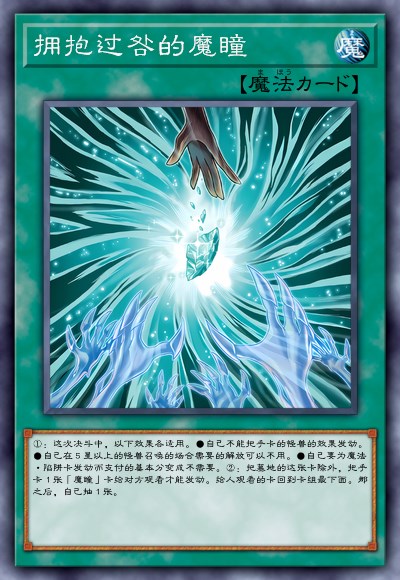 拥抱过咎的魔瞳
魔
【魔法カード】
ま ほう
①：这次决斗中，以下效果各适用。●自己不能把手卡的怪兽的效果发动。
●自己在５星以上的怪兽召唤的场合需要的解放可以不用。●自己要为魔法
・陷阱卡发动而支付的基本分变成不需要。②：把墓地的这张卡除外，把手
卡１张「魔瞳」卡给对方观看才能发动。给人观看的卡回到卡组最下面。那
之后，自己抽１张。